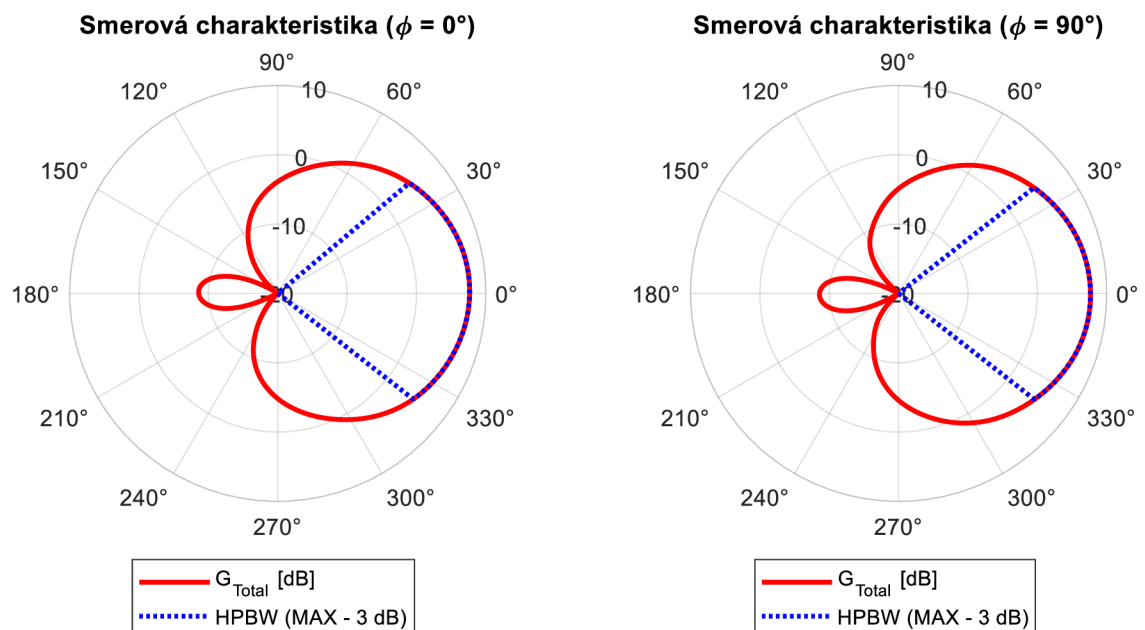 Smerová charakteristika (ϕ = 0°)
90°
120° 10 60°
150° 0 30°
-10
180° -20 0°
210° 330°
240° 300°
270°
G_Total [dB]
HPBW (MAX - 3 dB)
Smerová charakteristika (ϕ = 90°)
90°
120° 10 60°
150° 0 30°
-10
180° -20 0°
210° 330°
240° 300°
270°
G_Total [dB]
HPBW (MAX - 3 dB)